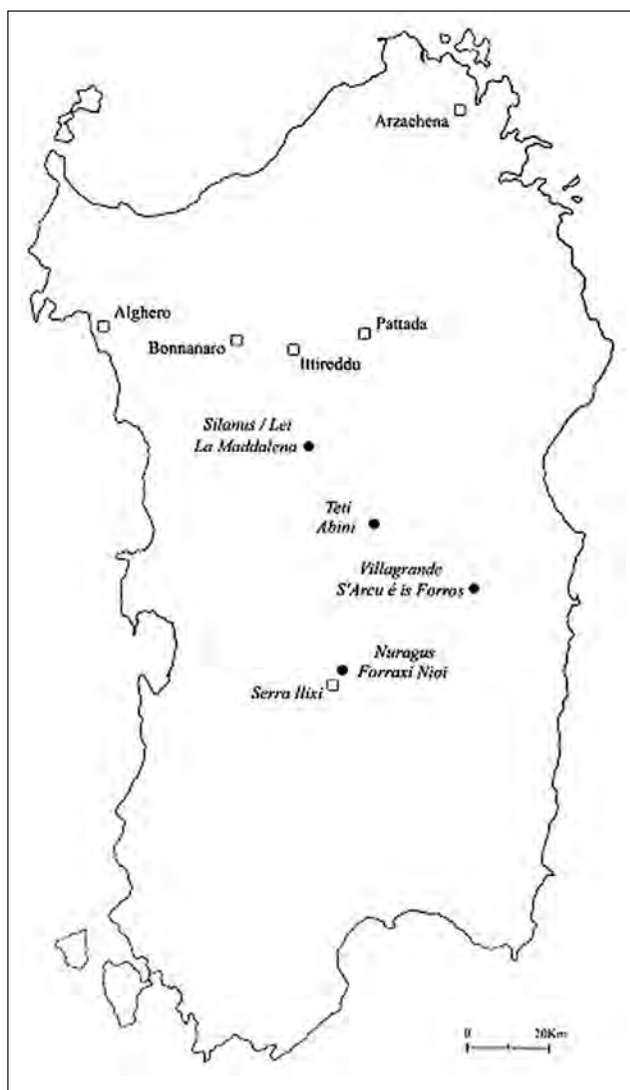 Arzachena
Alghero
Pattada
Bonnanaro
Ittireddu
Silanus / Lei
La Maddalena
Teti
Abini
Villagrande
S'Arcu é is Forros
Nuragus
Forraxi Nioi
Serra Ilixi
0 20Km